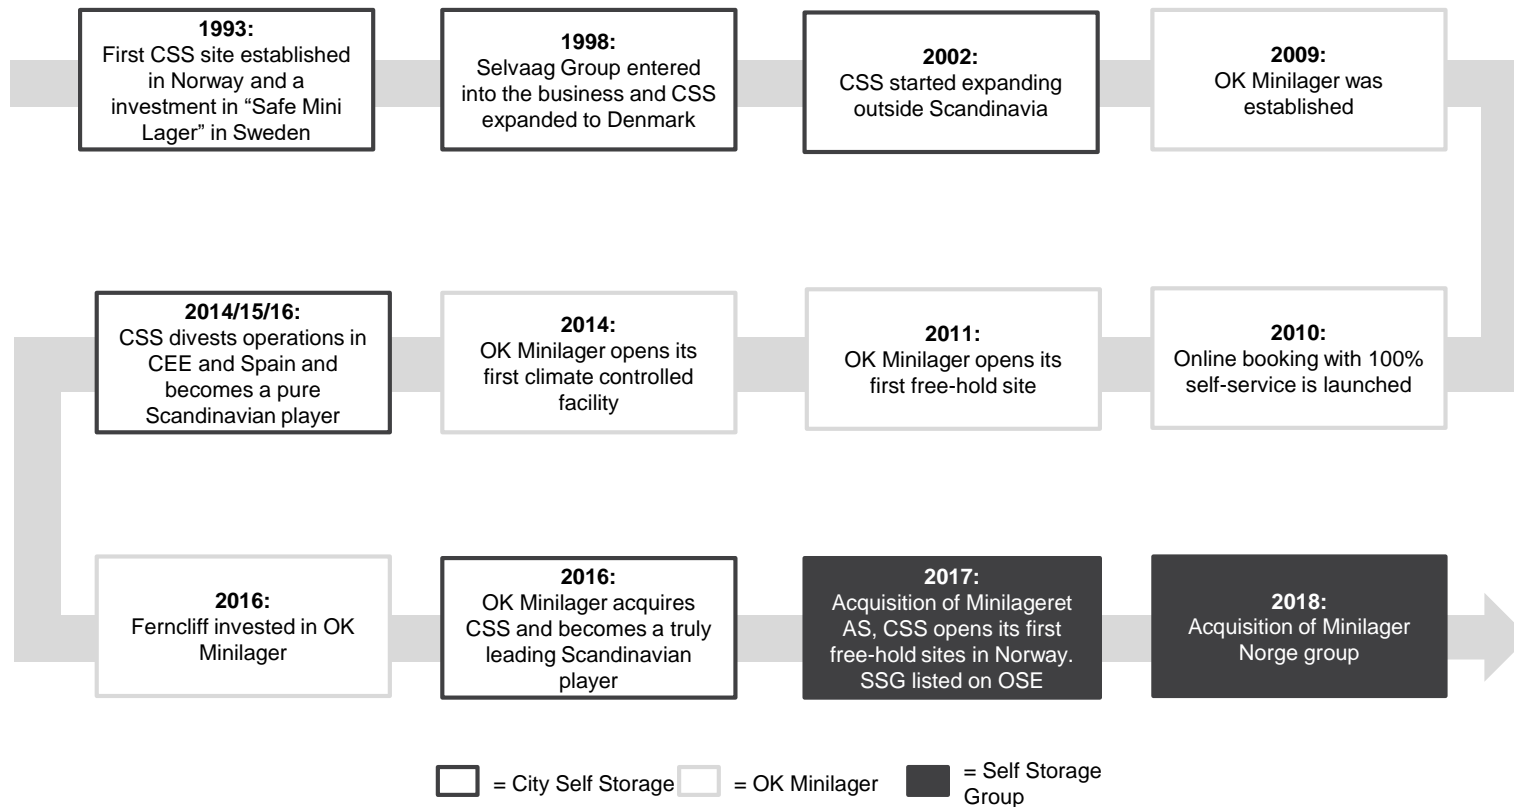 1993:
First CSS site established
in Norway and a
investment in “Safe Mini
Lager” in Sweden
1998:
Selvaag Group entered
into the business and CSS
expanded to Denmark
2002:
CSS started expanding
outside Scandinavia
2009:
OK Minilager was
established
2014/15/16:
CSS divests operations in
CEE and Spain and
becomes a pure
Scandinavian player
2014:
OK Minilager opens its
first climate controlled
facility
2011:
OK Minilager opens its
first free-hold site
2010:
Online booking with 100%
self-service is launched
2016:
Ferncliff invested in OK
Minilager
2016:
OK Minilager acquires
CSS and becomes a truly
leading Scandinavian
player
2017:
Acquisition of Minilageret
AS, CSS opens its first
free-hold sites in Norway.
SSG listed on OSE
2018:
Acquisition of Minilager
Norge group
= City Self Storage
= OK Minilager
= Self Storage
Group